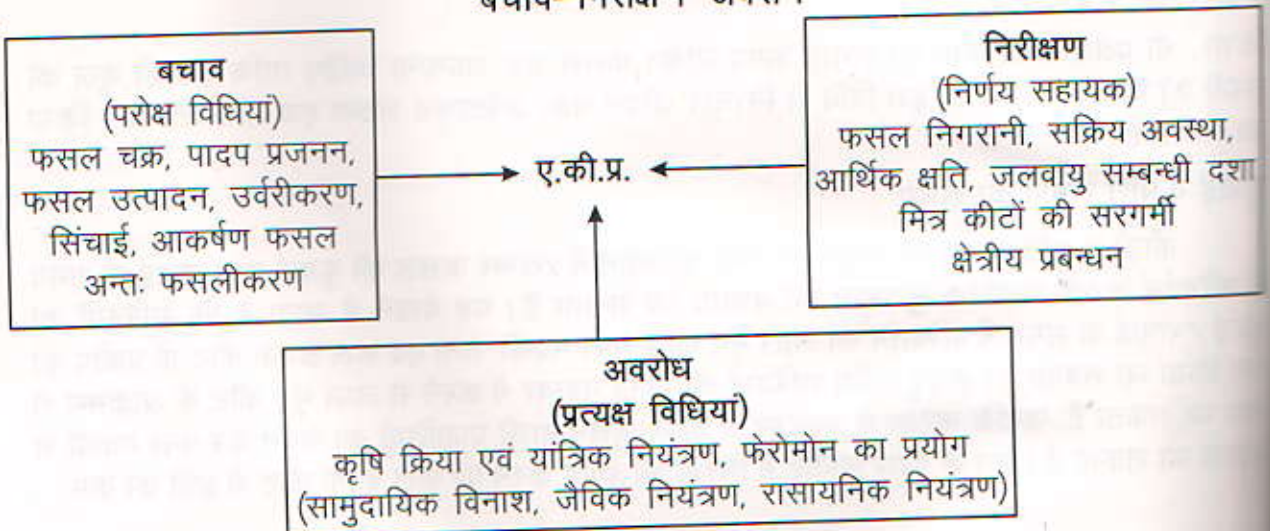 बचाव
(परोक्ष विधियां)
फसल चक्र, पादप प्रजनन,
फसल उत्पादन, उर्वरीकरण,
सिंचाई, आकर्षण फसल
अन्तः फसलीकरण
ए.की.प्र.
निरीक्षण
(निर्णय सहायक)
फसल निगरानी, सक्रिय अवस्था,
आर्थिक क्षति, जलवायु सम्बन्धी दशा
मित्र कीटों की सरगर्मी
क्षेत्रीय प्रबन्धन
अवरोध
(प्रत्यक्ष विधियां)
कृषि क्रिया एवं यांत्रिक नियंत्रण, फेरोमोन का प्रयोग
(सामुदायिक विनाश, जैविक नियंत्रण, रासायनिक नियंत्रण)